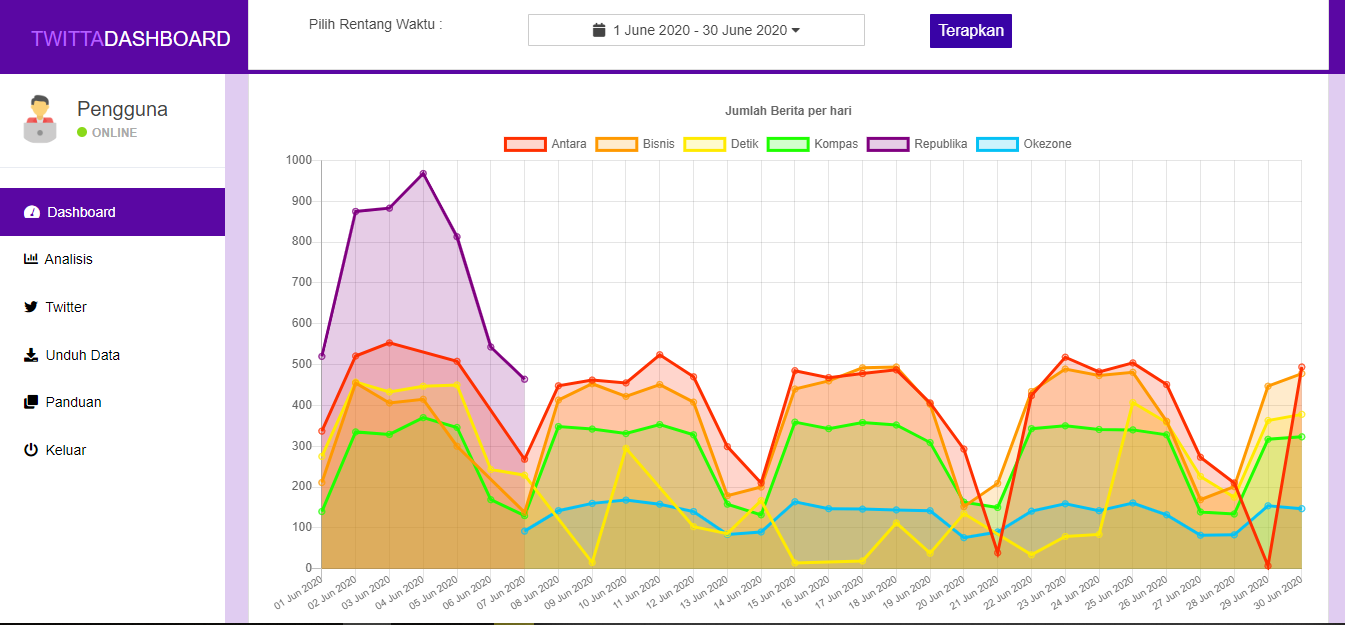 TWITTADASHBOARD
Pilih Rentang Waktu :
1 June 2020 - 30 June 2020
Terapkan
Pengguna
ONLINE
Dashboard
Analisis
Twitter
Unduh Data
Panduan
Keluar
Jumlah Berita per hari
Antara Bisnis Detik Kompas Republika Okezone
1000
900
800
700
600
500
400
300
200
100
0
01 Jun 2020 02 Jun 2020 03 Jun 2020 04 Jun 2020 05 Jun 2020 06 Jun 2020 07 Jun 2020 08 Jun 2020 09 Jun 2020 10 Jun 2020 11 Jun 2020 12 Jun 2020 13 Jun 2020 14 Jun 2020 15 Jun 2020 16 Jun 2020 17 Jun 2020 18 Jun 2020 19 Jun 2020 20 Jun 2020 21 Jun 2020 22 Jun 2020 23 Jun 2020 24 Jun 2020 25 Jun 2020 26 Jun 2020 27 Jun 2020 28 Jun 2020 29 Jun 2020 30 Jun 2020